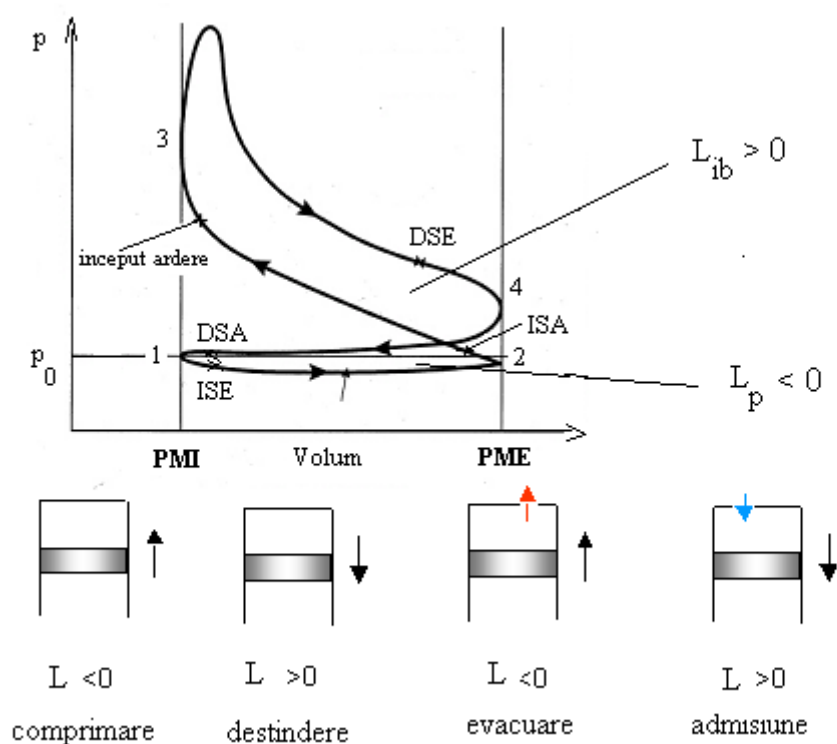 p
3
L_ib > 0
DSE
inceput ardere
4
DSA
ISA
p_0
1
2
ISE
L_p < 0
PMI
Volum
PME
L <0
L >0
L <0
L >0
comprimare
destindere
evacuare
admisiune